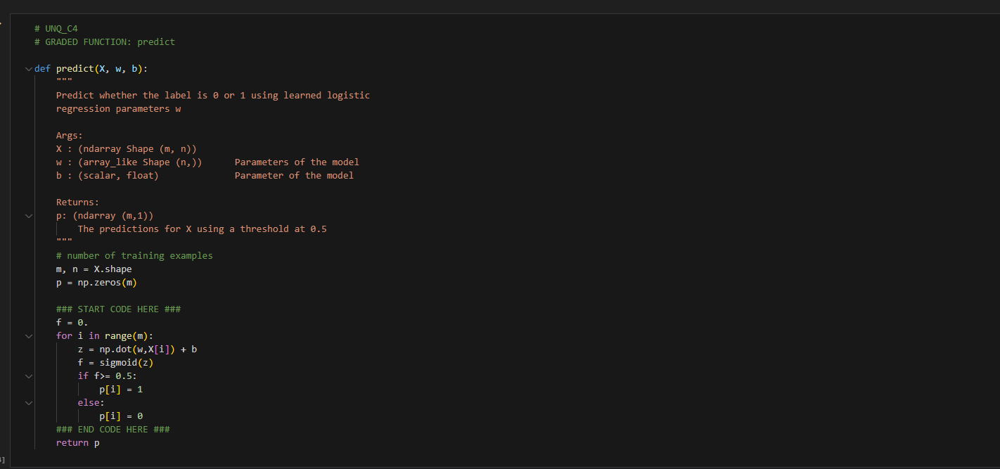 # UNQ_C4
# GRADED FUNCTION: predict
def predict(X, w, b):
    """
    Predict whether the label is 0 or 1 using learned logistic
    regression parameters w
    Args:
    X : (ndarray Shape (m, n))
    w : (array_like Shape (n,))      Parameters of the model
    b : (scalar, float)              Parameter of the model
    Returns:
    p: (ndarray (m,1))
        The predictions for X using a threshold at 0.5
    """
    # number of training examples
    m, n = X.shape
    p = np.zeros(m)
    ### START CODE HERE ###
    f = 0.
    for i in range(m):
        z = np.dot(w,X[i]) + b
        f = sigmoid(z)
        if f>= 0.5:
            p[i] = 1
        else:
            p[i] = 0
    ### END CODE HERE ###
    return p